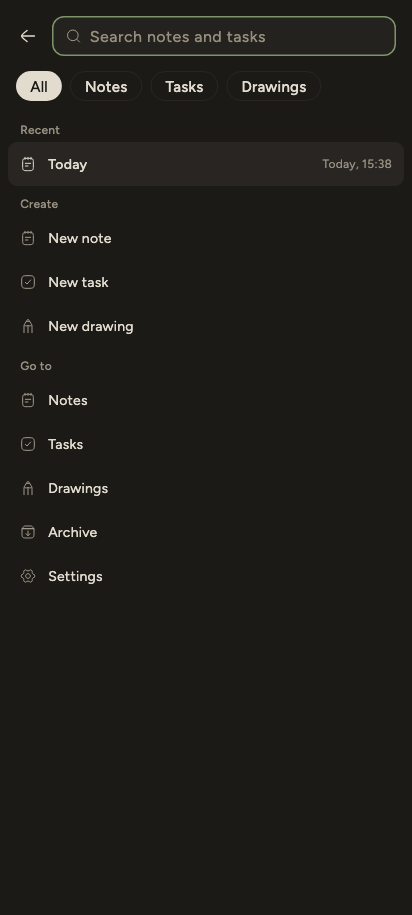 Search notes and tasks
All Notes Tasks Drawings
Recent
Today Today, 15:38
Create
New note
New task
New drawing
Go to
Notes
Tasks
Drawings
Archive
Settings